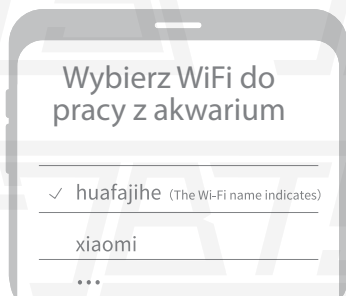 Wybierz WiFi do
pracy z akwarium
✓ huafajihe (The Wi-Fi name indicates)
xiaomi
•••